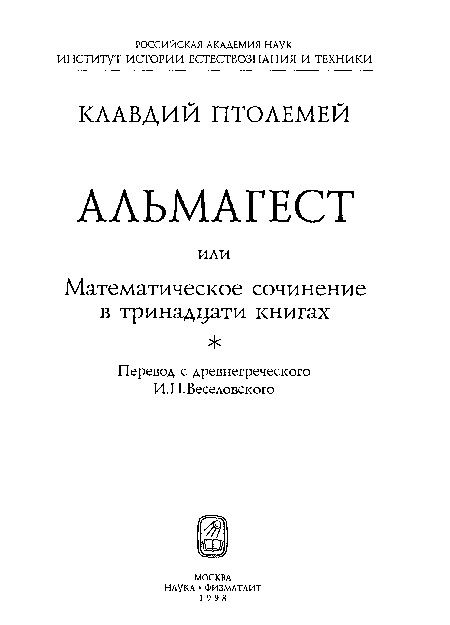 РОССИЙСКАЯ АКАДЕМИЯ НАУК
ИНСТИТУТ ИСТОРИИ ЕСТЕСТВОЗНАНИЯ И ТЕХНИКИ
КЛАВДИЙ ПТОЛЕМЕЙ
АЛЬМАГЕСТ
или
Математическое сочинение
в тринадцати книгах
*
Перевод с древнегреческого
И.Н.Веселовского
МОСКВА
НАУКА • ФИЗМАТЛИТ
1998